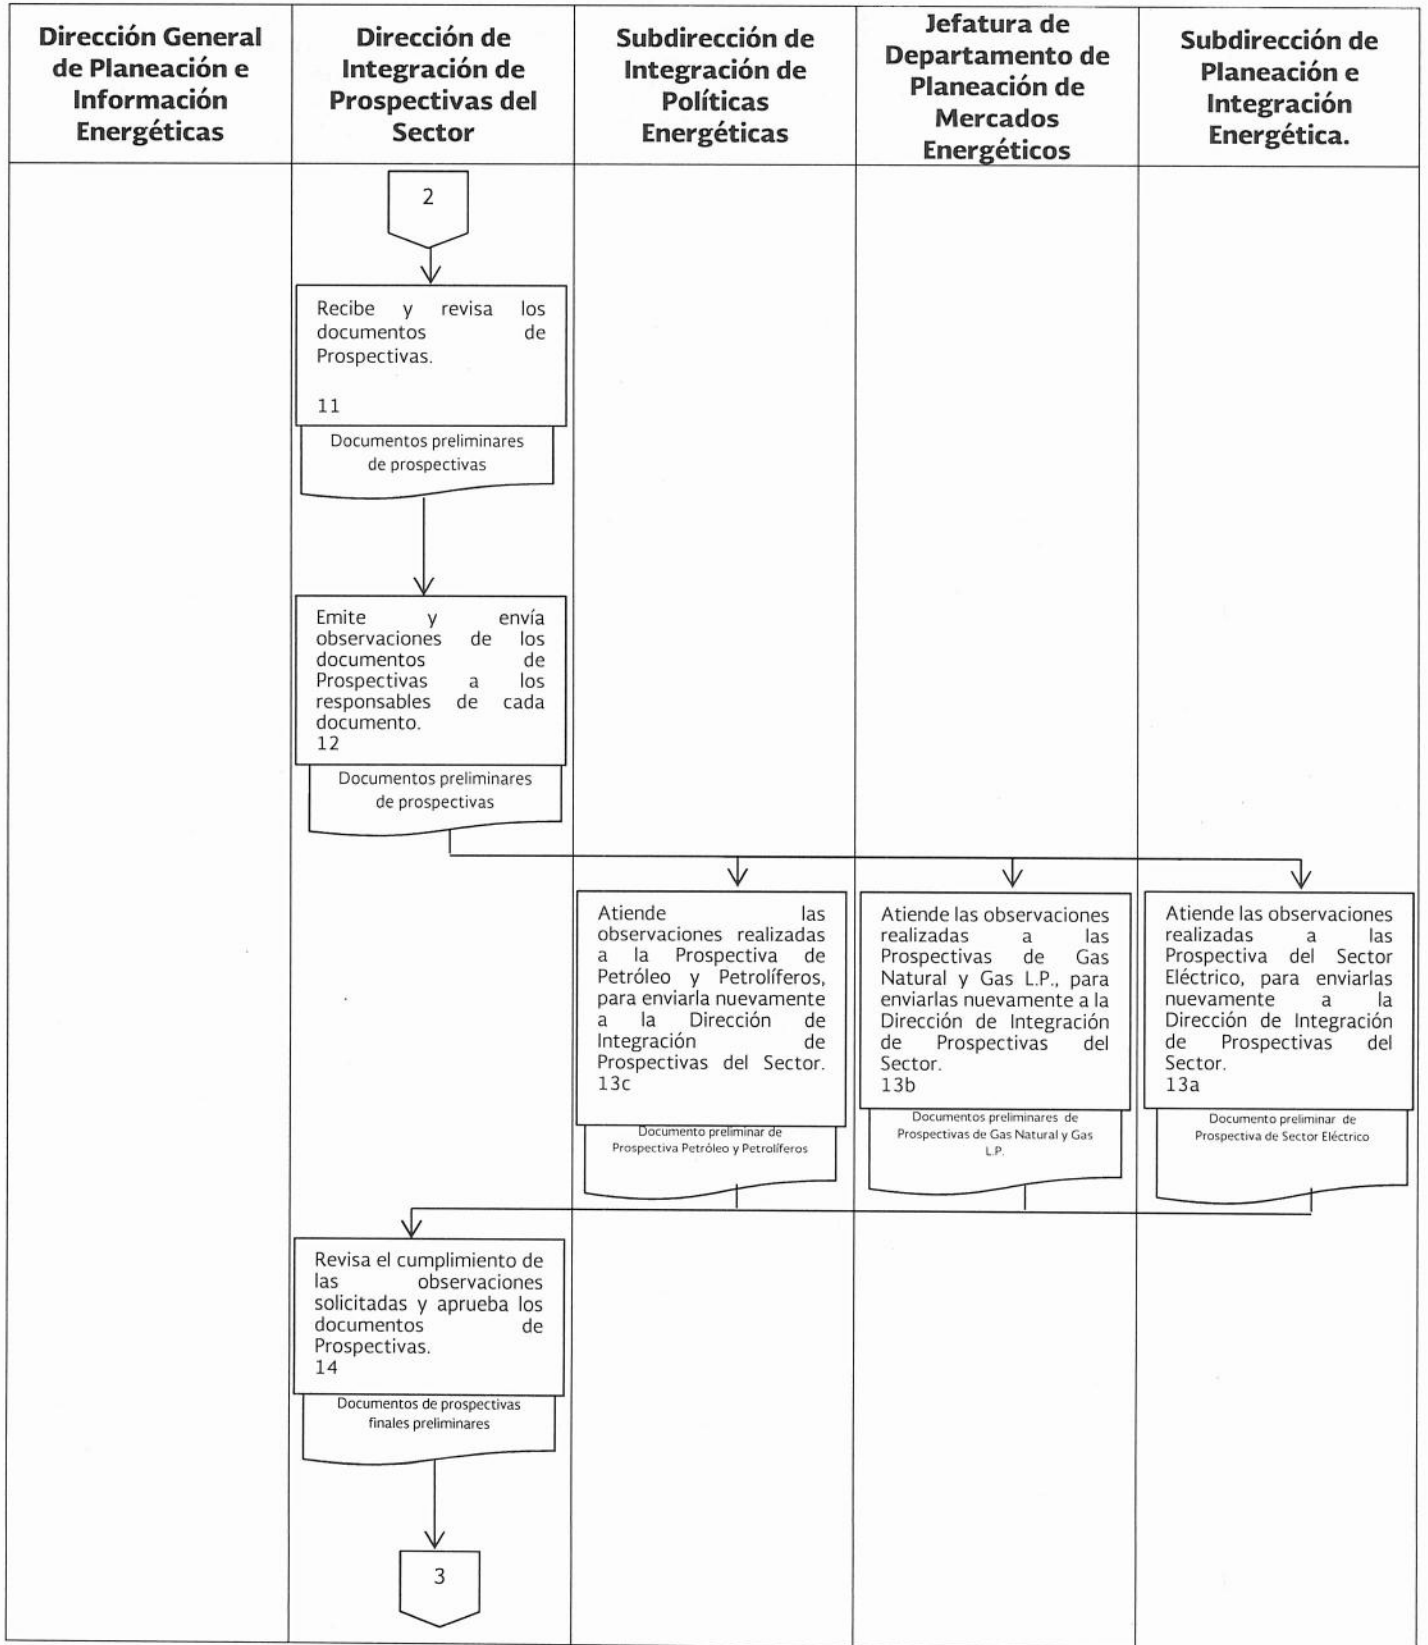 Dirección General
de Planeación e
Información
Energéticas
Dirección de
Integración de
Prospectivas del
Sector
Subdirección de
Integración de
Políticas
Energéticas
Jefatura de
Departamento de
Planeación de
Mercados
Energéticos
Subdirección de
Planeación e
Integración
Energética.
2
Recibe y revisa los
documentos de
Prospectivas.
11
Documentos preliminares
de prospectivas
Emite y envía
observaciones de los
documentos de
Prospectivas a los
responsables de cada
documento.
12
Documentos preliminares
de prospectivas
Atiende las
observaciones realizadas
a la Prospectiva de
Petróleo y Petrolíferos,
para enviarla nuevamente
a la Dirección de
Integración de
Prospectivas del Sector.
13c
Documento preliminar de
Prospectiva Petróleo y Petrolíferos
Atiende las observaciones
realizadas a las
Prospectivas de Gas
Natural y Gas L.P., para
enviarlas nuevamente a la
Dirección de Integración
de Prospectivas del
Sector.
13b
Documentos preliminares de
Prospectivas de Gas Natural y Gas
L.P.
Atiende las observaciones
realizadas a las
Prospectiva del Sector
Eléctrico, para enviarlas
nuevamente a la
Dirección de Integración
de Prospectivas del
Sector.
13a
Documento preliminar de
Prospectiva de Sector Eléctrico
Revisa el cumplimiento de
las observaciones
solicitadas y aprueba los
documentos de
Prospectivas.
14
Documentos de prospectivas
finales preliminares
3